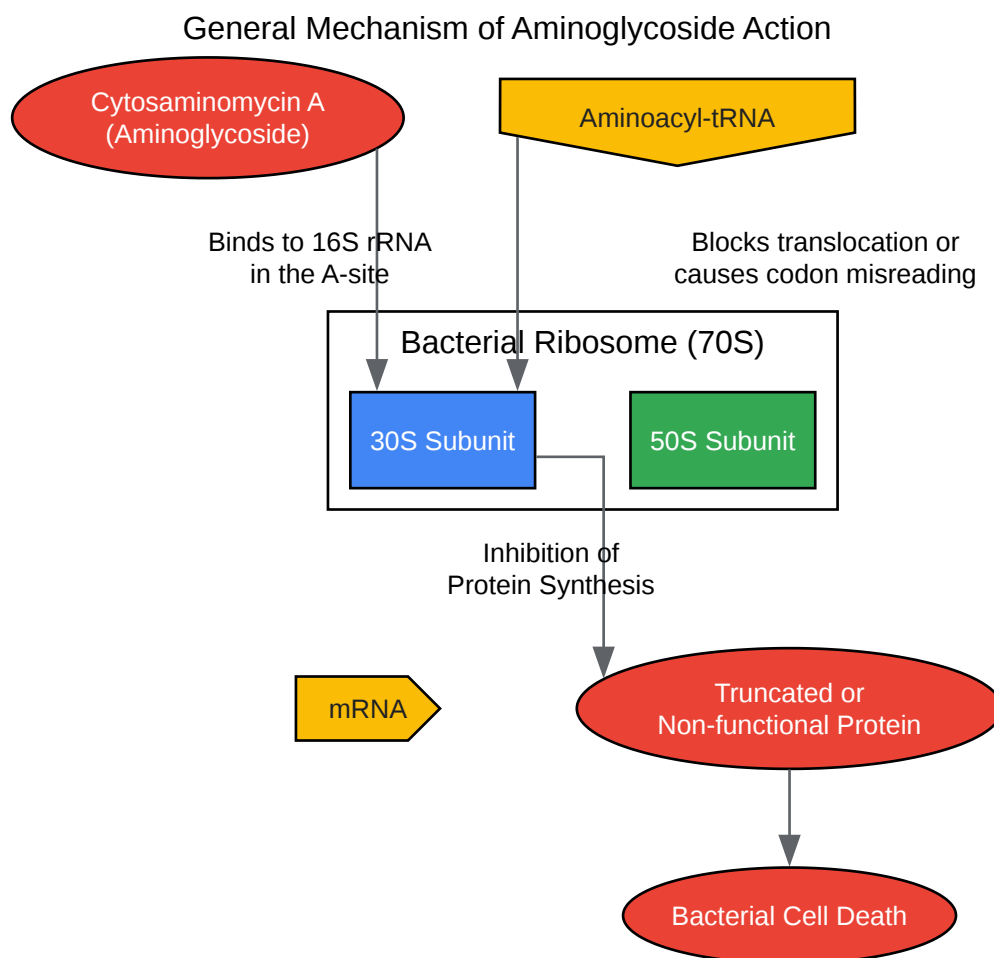 General Mechanism of Aminoglycoside Action
Cytosaminomycin A
(Aminoglycoside)
Aminoacyl-tRNA
Binds to 16S rRNA
in the A-site
Blocks translocation or
causes codon misreading
Bacterial Ribosome (70S)
30S Subunit
50S Subunit
Inhibition of
Protein Synthesis
mRNA
Truncated or
Non-functional Protein
Bacterial Cell Death